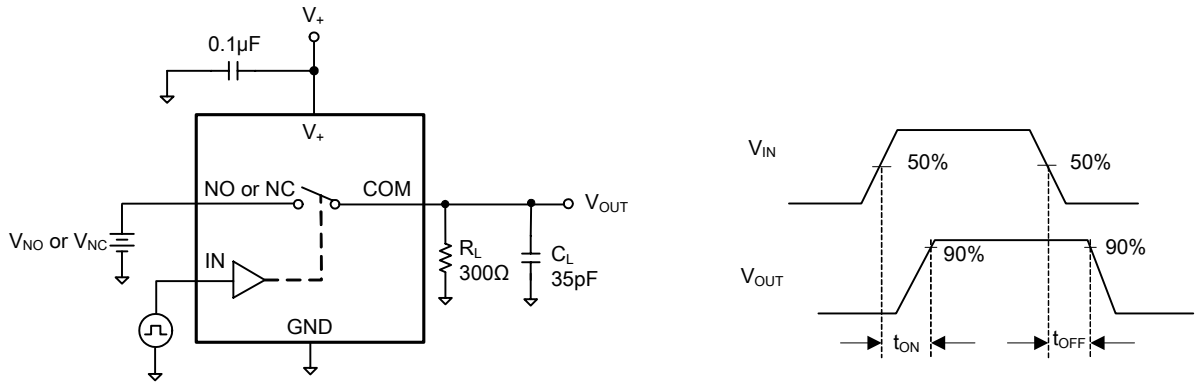 V+
0.1µF
V+
NO or NC
COM
VOUT
VNO or VNC
IN
RL
300Ω
CL
35pF
GND
VIN
50%
50%
VOUT
90%
90%
tON
tOFF